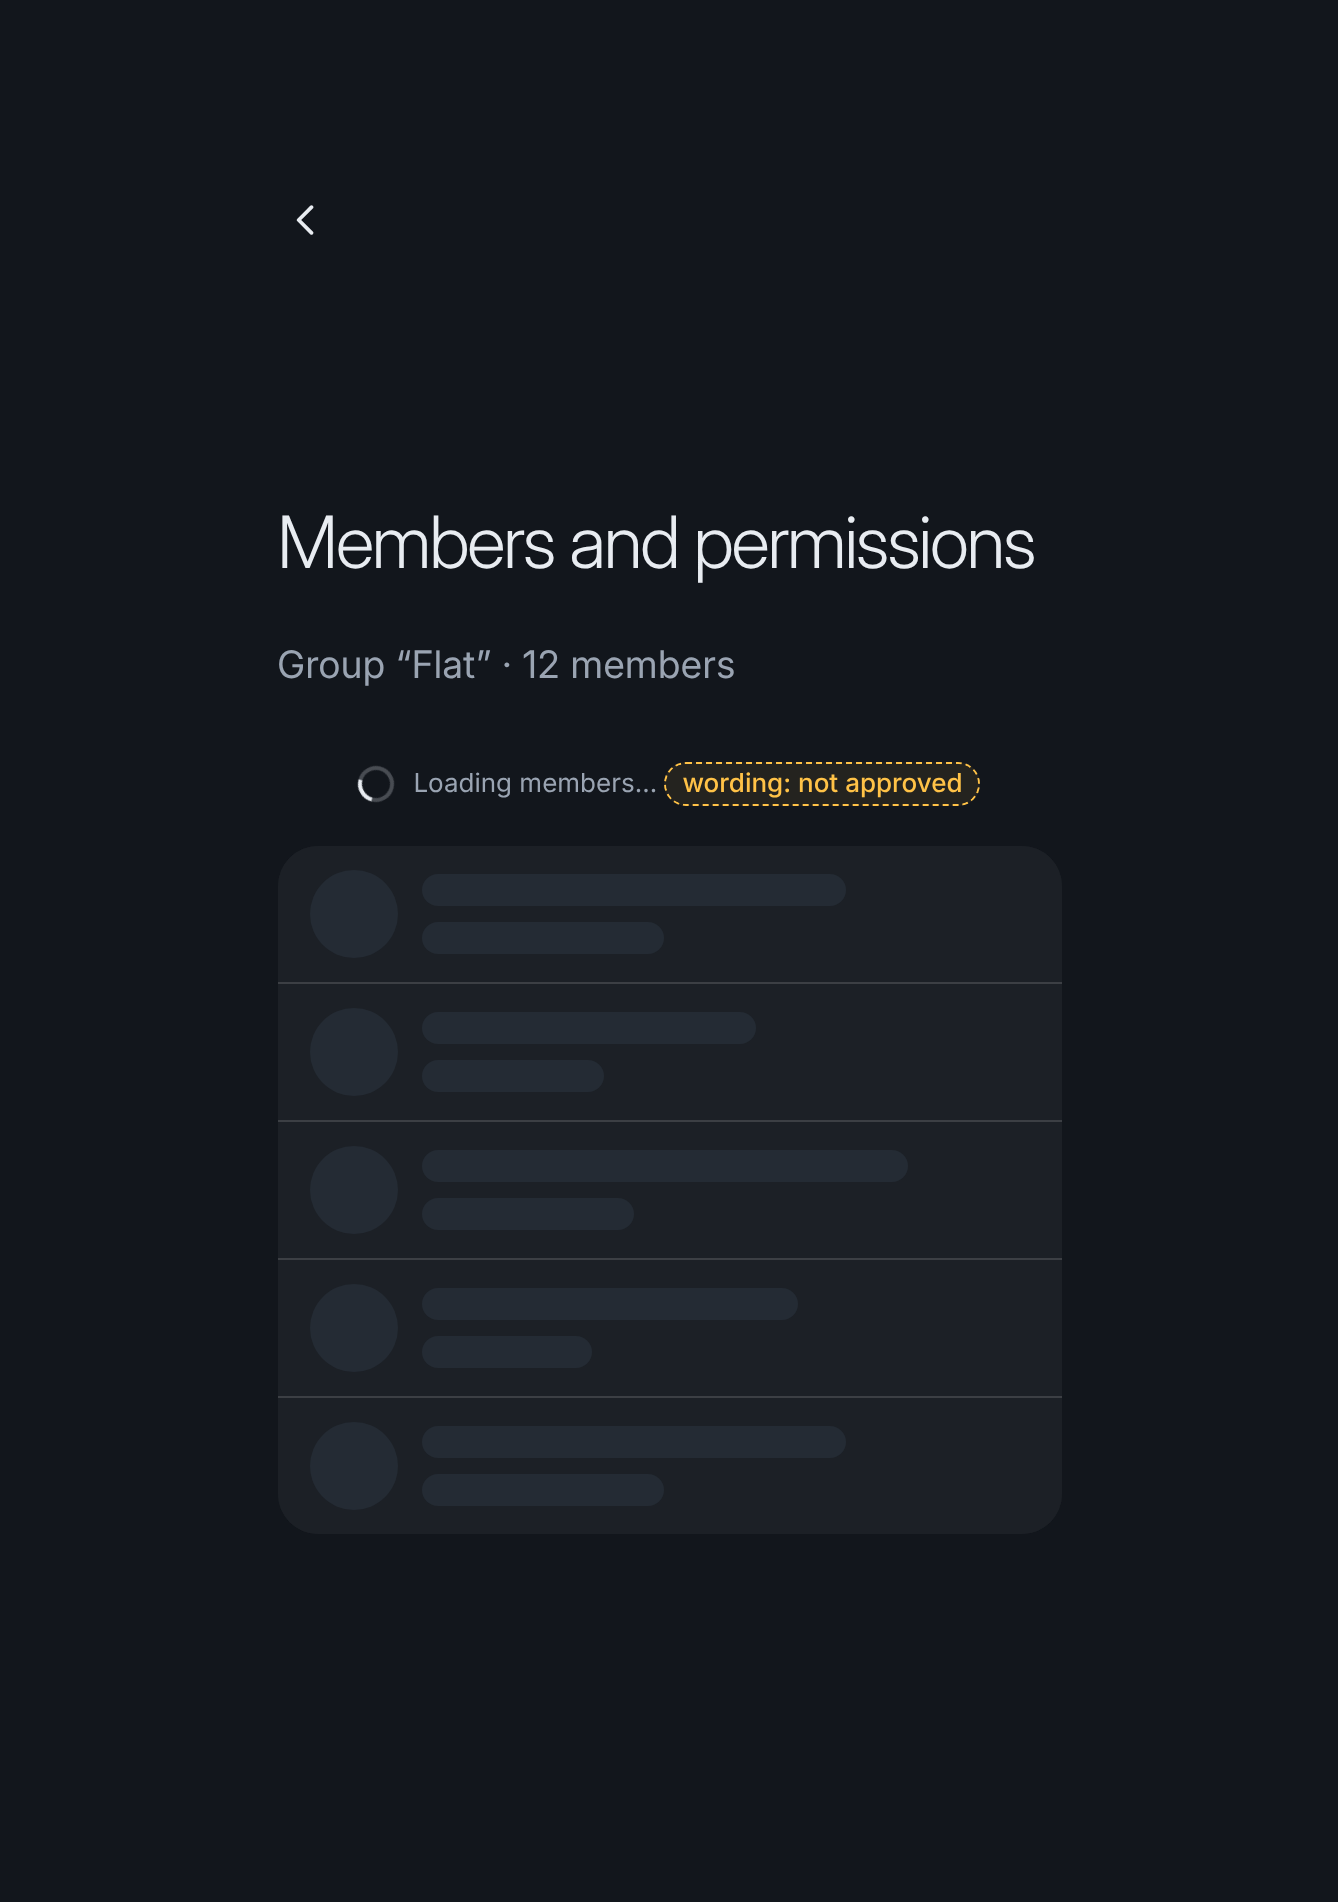 Members and permissions
Group “Flat” · 12 members
Loading members... wording: not approved